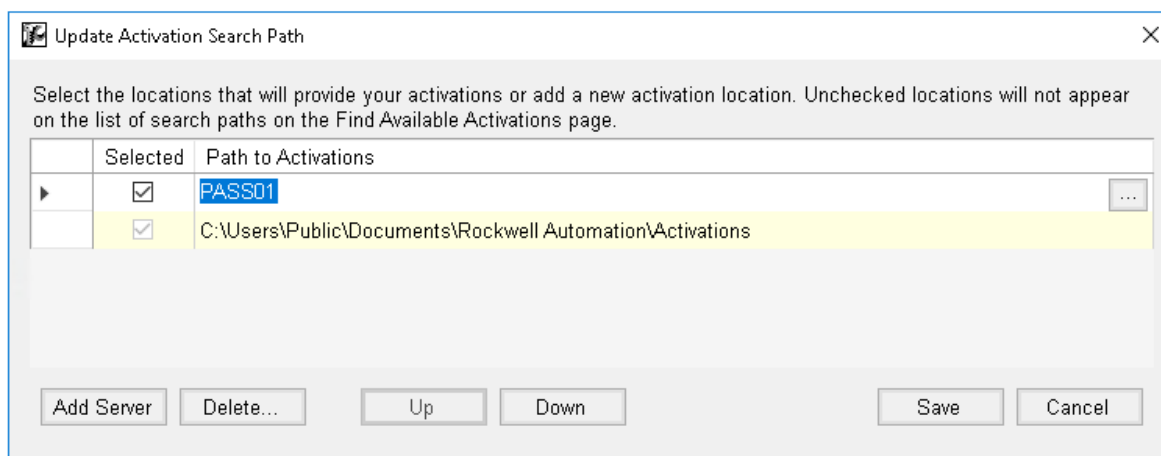 Update Activation Search Path
Select the locations that will provide your activations or add a new activation location. Unchecked locations will not appear
on the list of search paths on the Find Available Activations page.
Selected Path to Activations
PASS01 ...
C:\Users\Public\Documents\Rockwell Automation\Activations
Add Server Delete... Up Down Save Cancel